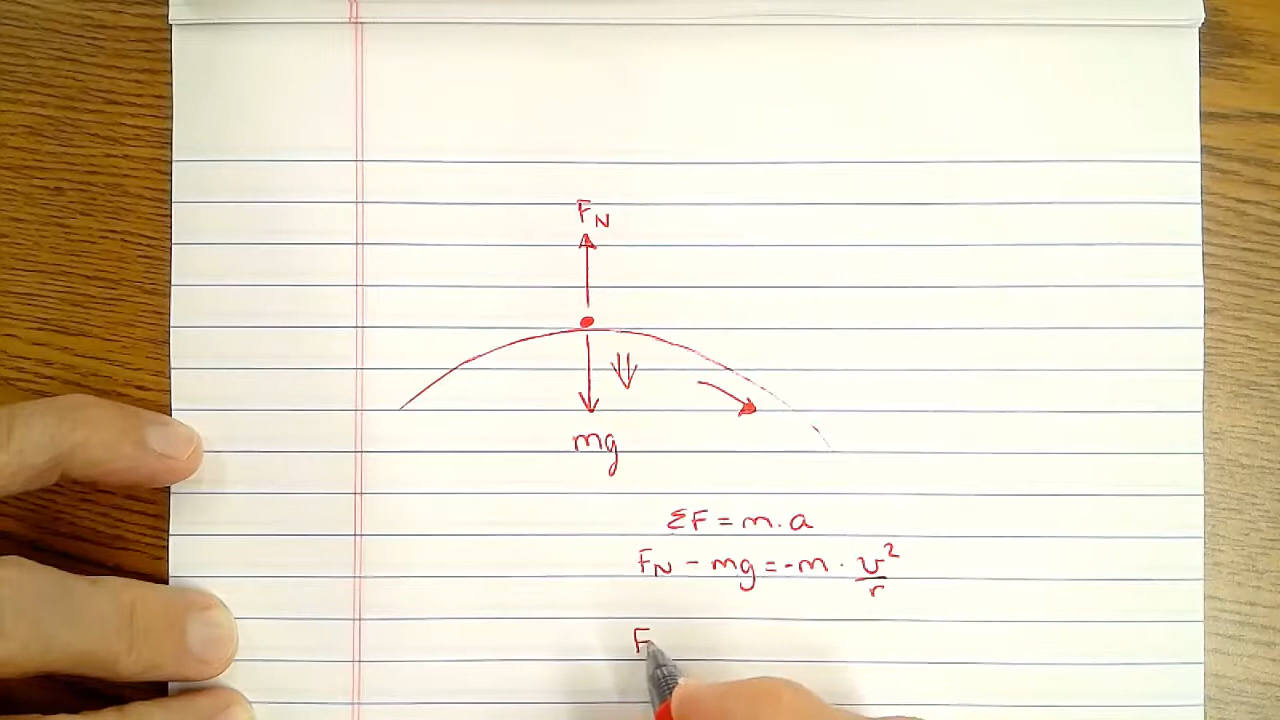 F_N
mg
ΣF = m · a
F_N - mg = -m · v²/r
F